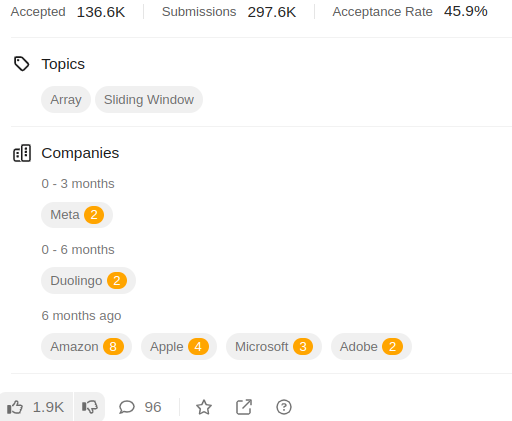 Accepted 136.6K Submissions 297.6K Acceptance Rate 45.9%
Topics
Array Sliding Window
Companies
0 - 3 months
Meta 2
0 - 6 months
Duolingo 2
6 months ago
Amazon 8 Apple 4 Microsoft 3 Adobe 2
1.9K 96